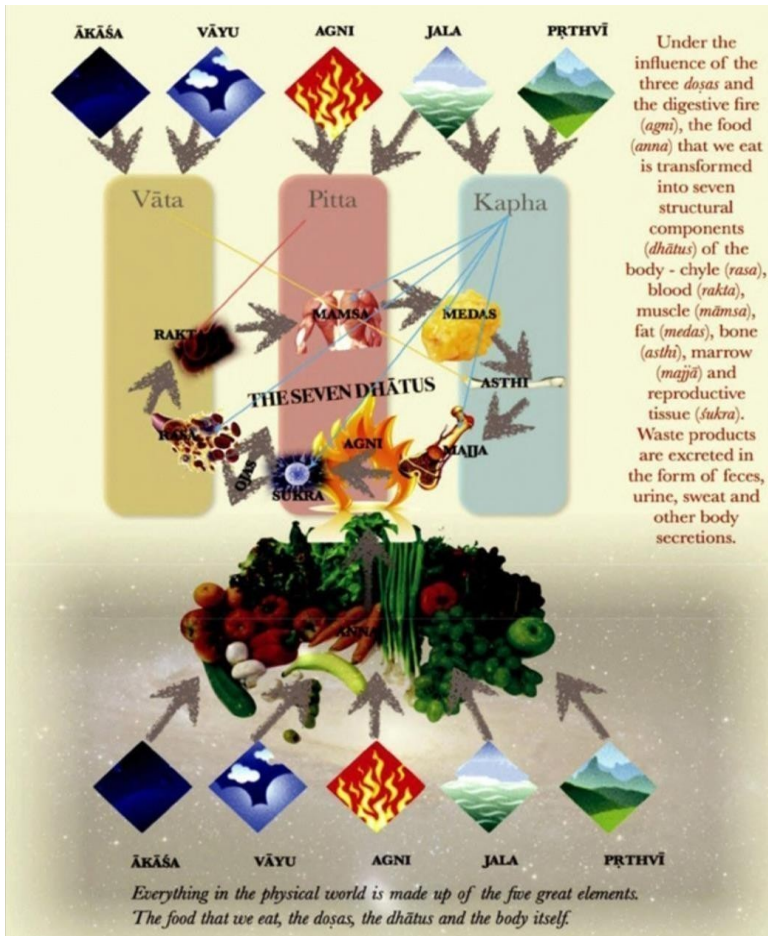 ĀKĀŚA VĀYU AGNI JALA PṚTHVĪ
Under the
influence of the
three doṣas and
the digestive fire
(agni), the food
(anna) that we eat
is transformed
into seven
structural
components
(dhātus) of the
body - chyle (rasa),
blood (rakta),
muscle (māmsa),
fat (medas), bone
(asthi), marrow
(majjā) and
reproductive
tissue (śukra).
Waste products
are excreted in
the form of feces,
urine, sweat and
other body
secretions.
Vāta Pitta Kapha
RAKT MAMSA MEDAS
ASTHI
THE SEVEN DHĀTUS
RASA AGNI MAJJA
OJAS
SUKRA
ANNA
ĀKĀŚA VĀYU AGNI JALA PṚTHVĪ
Everything in the physical world is made up of the five great elements.
The food that we eat, the doṣas, the dhātus and the body itself.